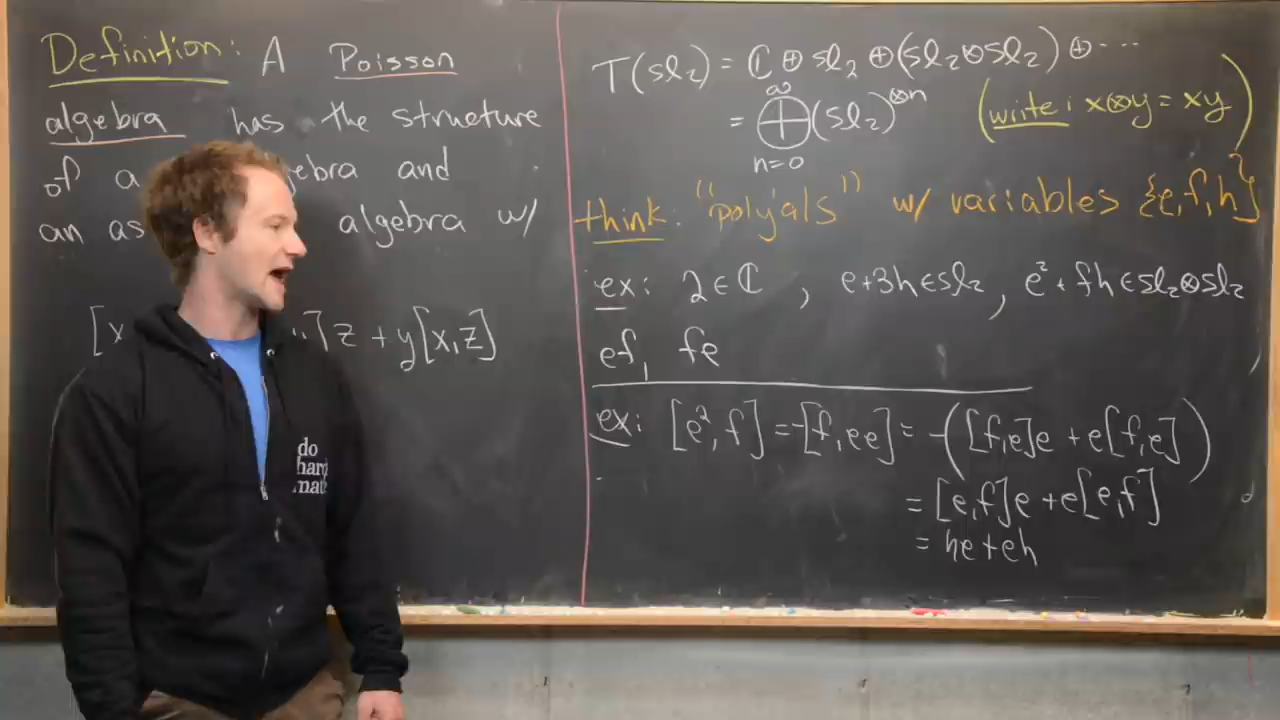 Definition: A Poisson
algebra has the structure
of a ebra and
an as algebra w/
[x ]z + y[x,z]
T(sl₂) = ℂ ⊕ sl₂ ⊕ (sl₂⊗sl₂) ⊕ ⋯
= ⨁ₙ₌₀^∞ (sl₂)^⊗n (write: x⊗y = xy)
think: "poly'als" w/ variables {e,f,h}
ex: 2∈ℂ, e+3h∈sl₂, e²+fh∈sl₂⊗sl₂,
ef, fe
ex: [e²,f] = -[f,ee] = -([f,e]e + e[f,e])
= [e,f]e + e[e,f]
= he+eh
do
hard
math